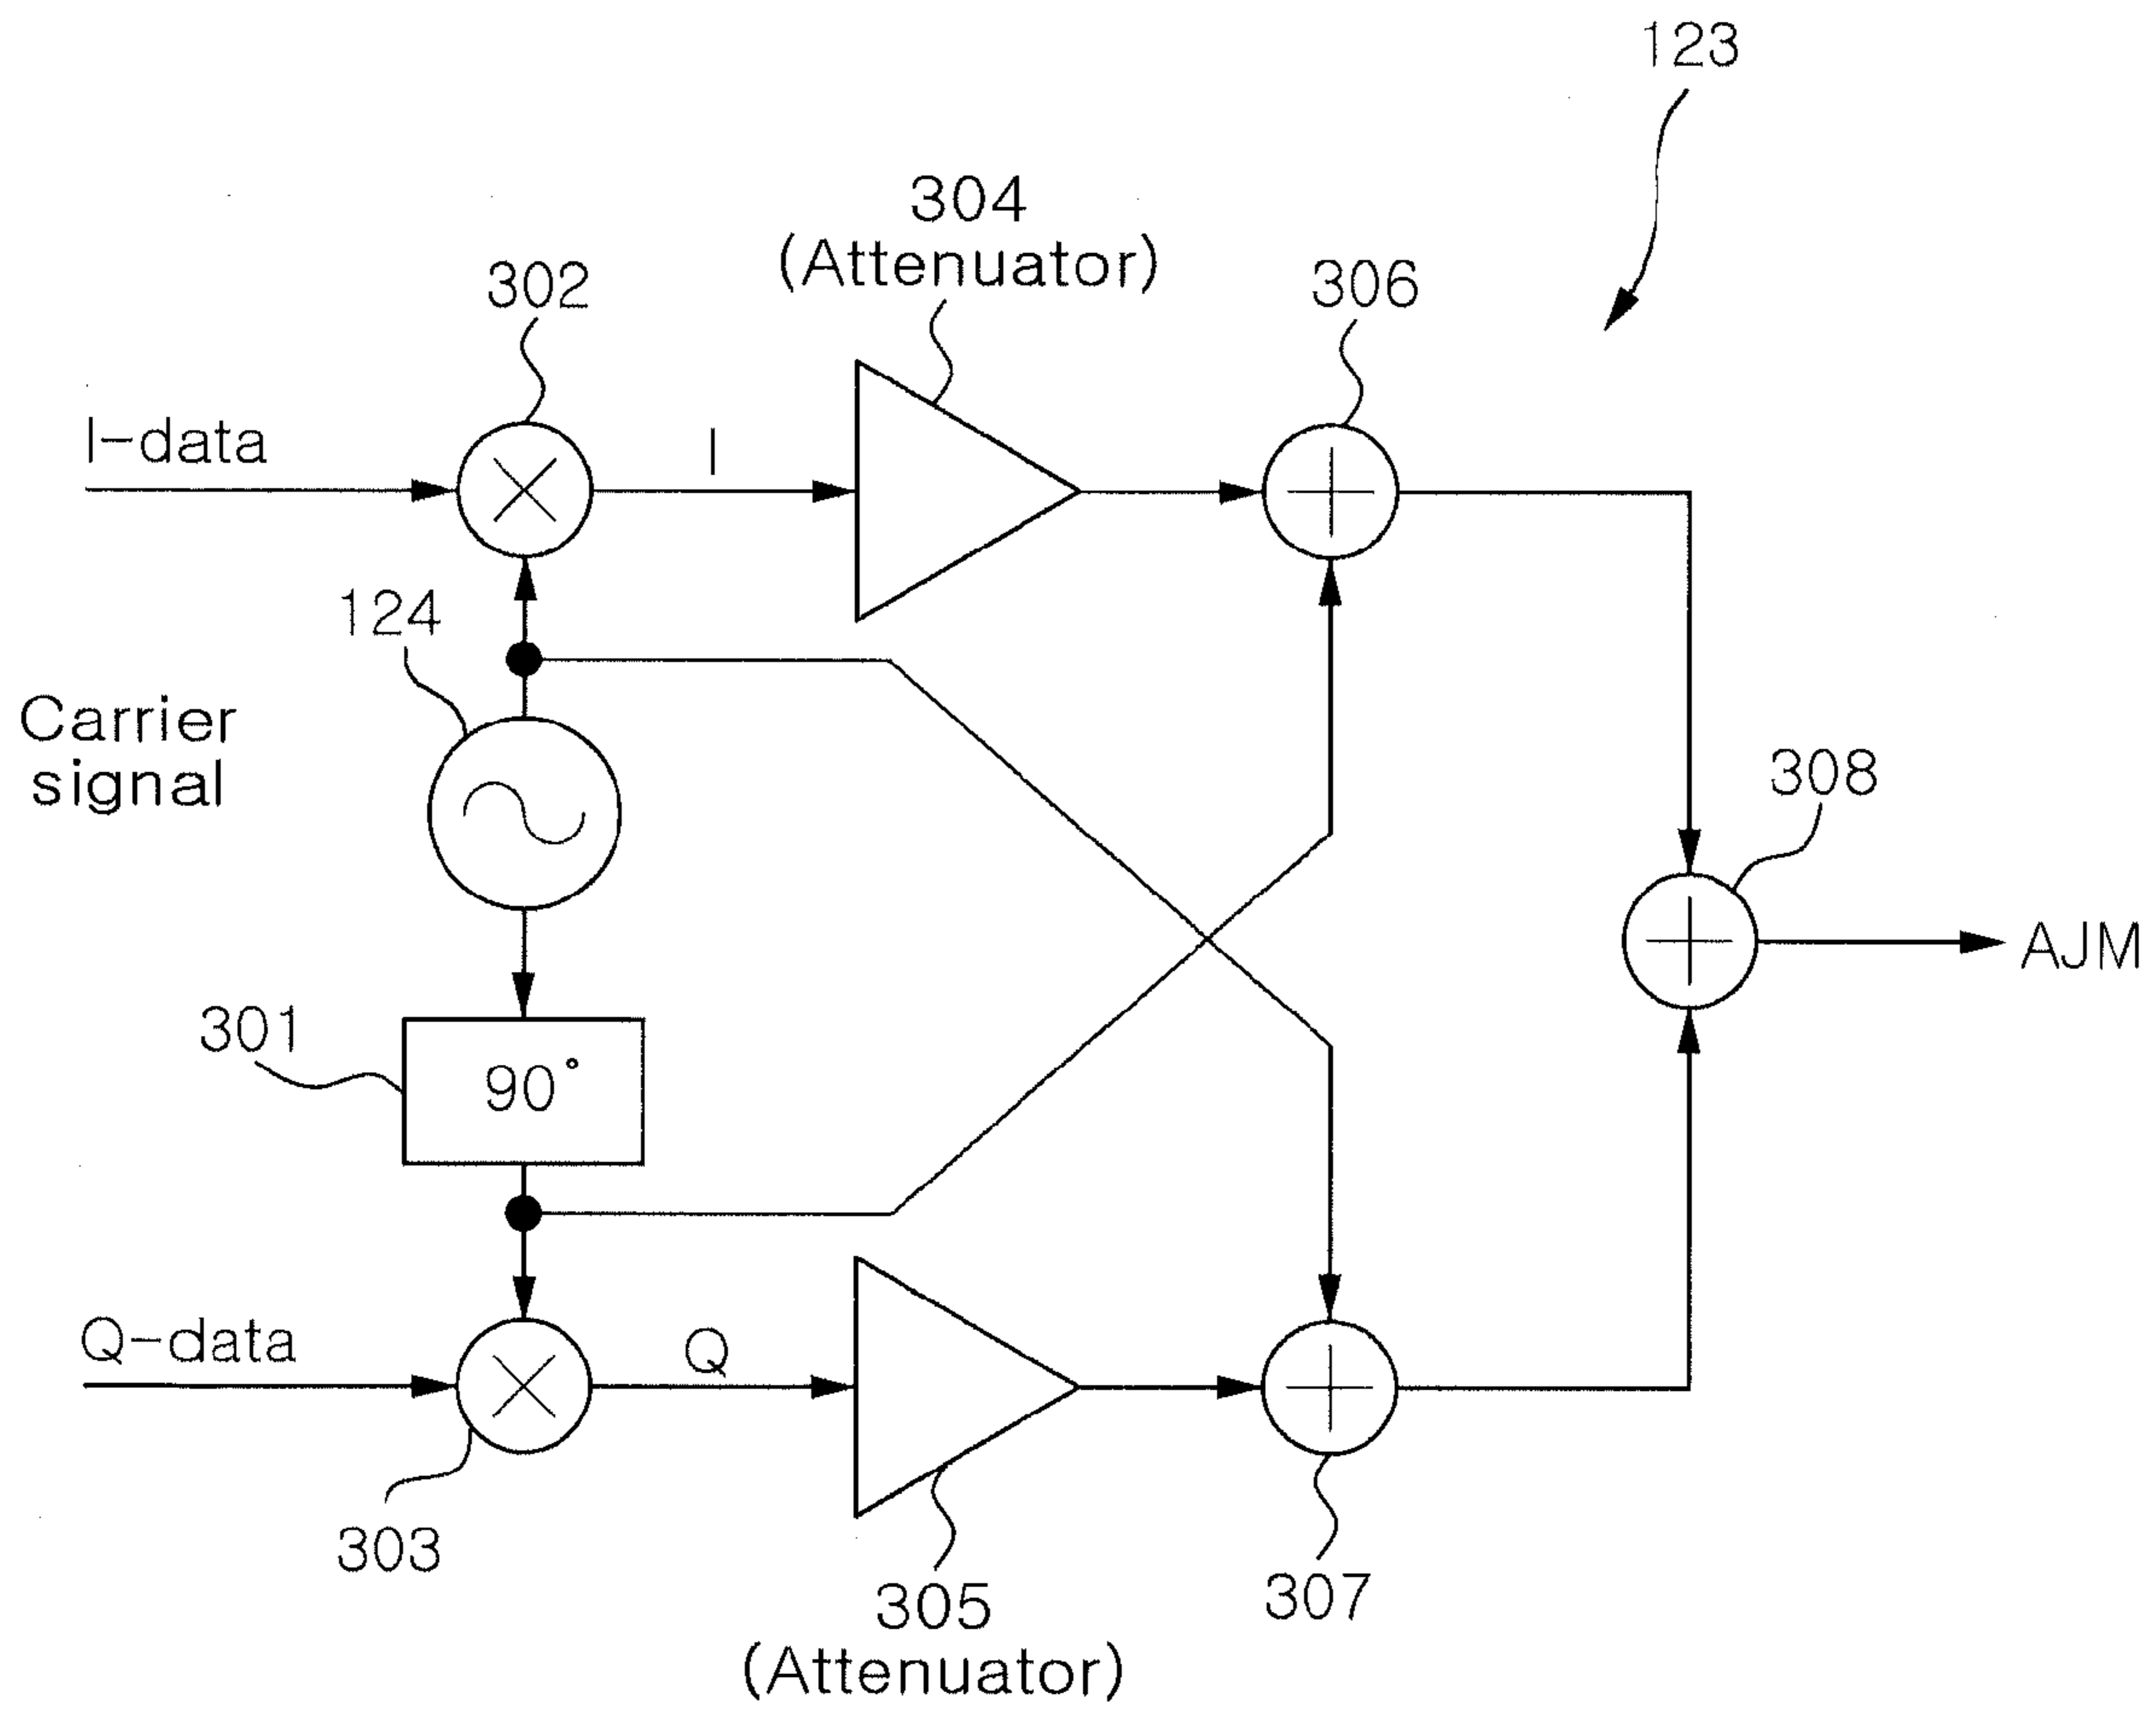 123
304
(Attenuator)
302
306
I-data
I
124
Carrier
signal
308
AJM
301
90°
Q-data
Q
303
305
(Attenuator)
307